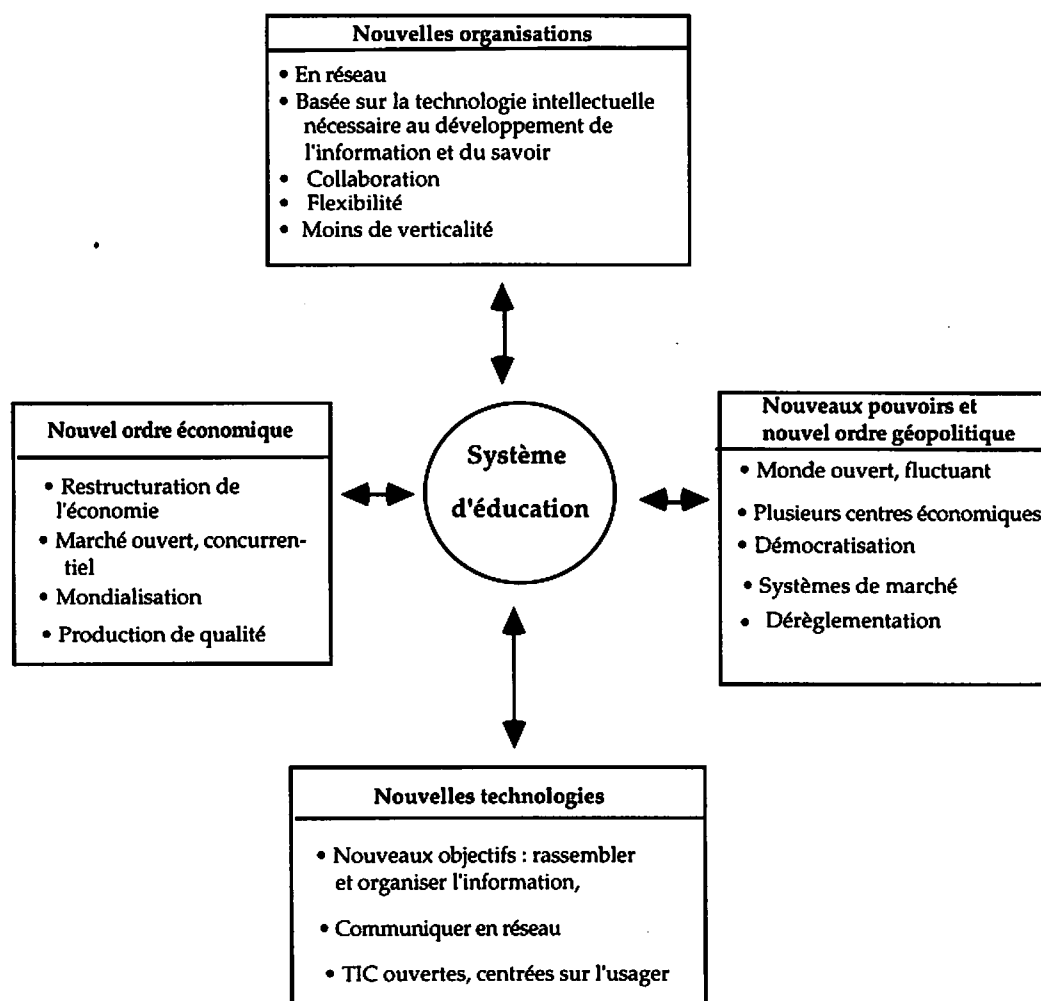 Nouvelles organisations
• En réseau
• Basée sur la technologie intellectuelle
nécessaire au développement de
l'information et du savoir
• Collaboration
• Flexibilité
• Moins de verticalité
Nouvel ordre économique
• Restructuration de
l'économie
• Marché ouvert, concurren-
tiel
• Mondialisation
• Production de qualité
Système
d'éducation
Nouveaux pouvoirs et
nouvel ordre géopolitique
• Monde ouvert, fluctuant
• Plusieurs centres économiques
• Démocratisation
• Systèmes de marché
• Dérèglementation
Nouvelles technologies
• Nouveaux objectifs : rassembler
et organiser l'information,
• Communiquer en réseau
• TIC ouvertes, centrées sur l'usager